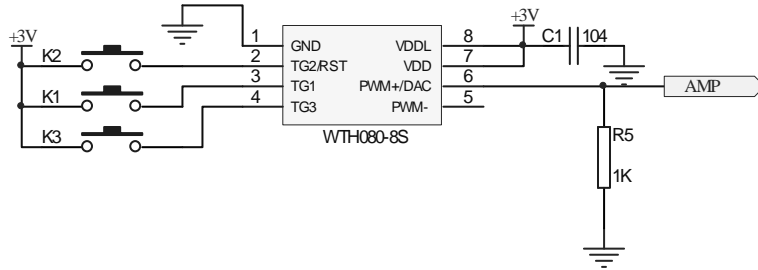 +3V
K2
K1
K3
1
2
3
4
GND
TG2/RST
TG1
TG3
VDDL
VDD
PWM+/DAC
PWM-
8
7
6
5
WTH080-8S
+3V
C1
104
AMP
R5
1K